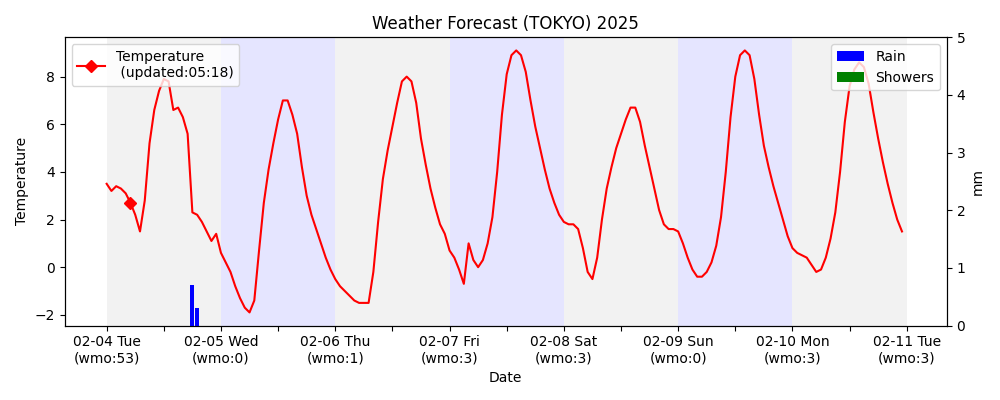 Weather Forecast (TOKYO) 2025
Temperature
(updated:05:18)
Rain
Showers
Temperature
8
6
4
2
0
−2
5
4
3
2
1
0
mm
02-04 Tue
(wmo:53)
02-05 Wed
(wmo:0)
02-06 Thu
(wmo:1)
02-07 Fri
(wmo:3)
02-08 Sat
(wmo:3)
02-09 Sun
(wmo:0)
02-10 Mon
(wmo:3)
02-11 Tue
(wmo:3)
Date